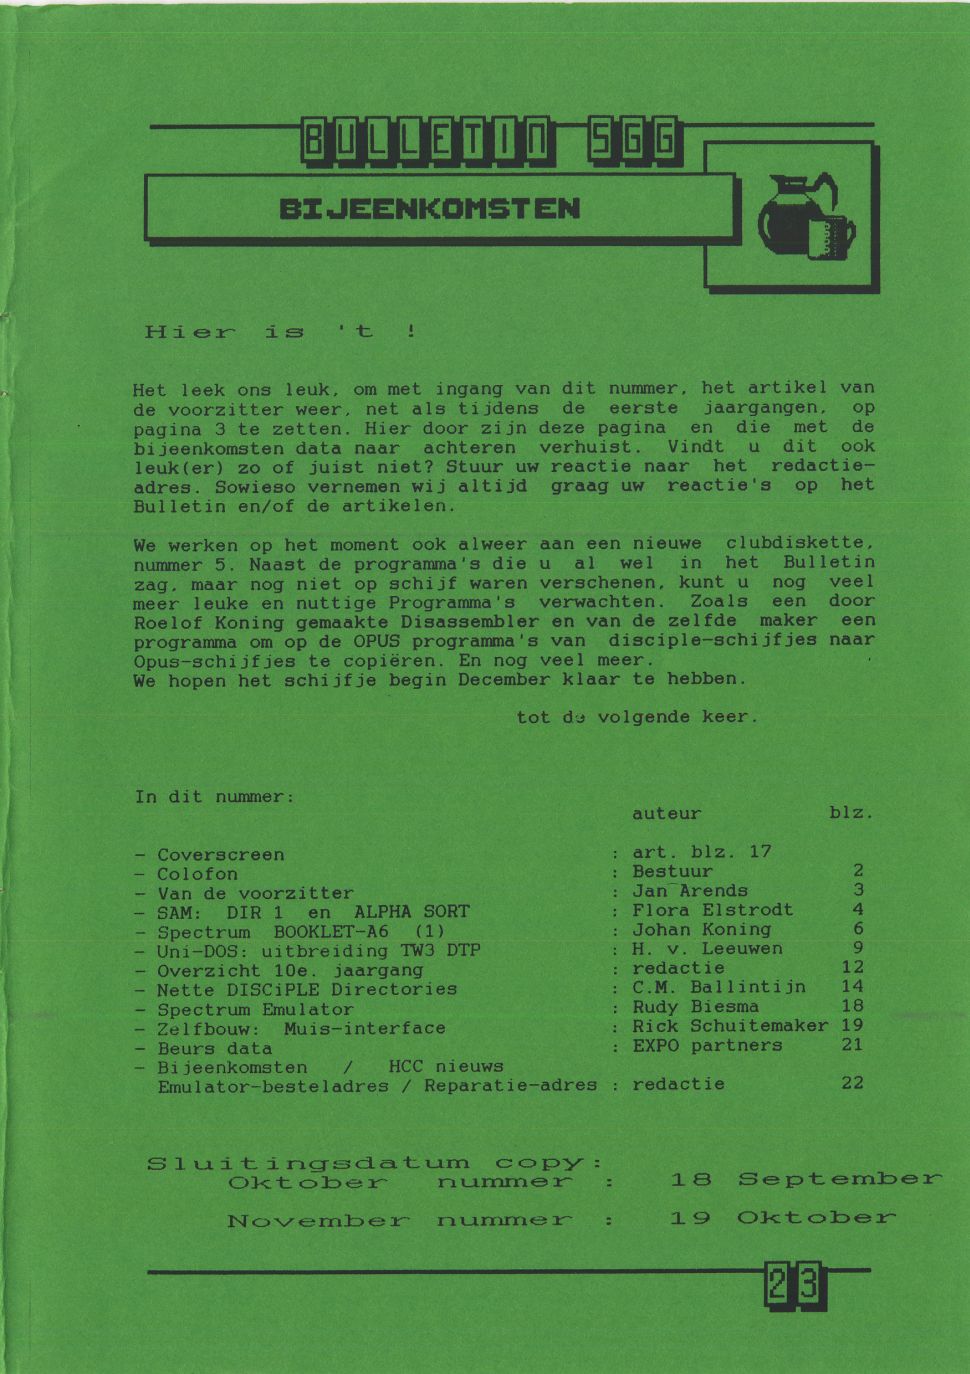 BULLETIN SGG
BIJEENKOMSTEN
Hier is 't !
Het leek ons leuk, om met ingang van dit nummer, het artikel van
de voorzitter weer, net als tijdens de eerste jaargangen, op
pagina 3 te zetten. Hier door zijn deze pagina en die met de
bijeenkomsten data naar achteren verhuist. Vindt u dit ook
leuk(er) zo of juist niet? Stuur uw reactie naar het redactie-
adres. Sowieso vernemen wij altijd graag uw reactie's op het
Bulletin en/of de artikelen.
We werken op het moment ook alweer aan een nieuwe clubdiskette,
nummer 5. Naast de programma's die u al wel in het Bulletin
zag, maar nog niet op schijf waren verschenen, kunt u nog veel
meer leuke en nuttige Programma's verwachten. Zoals een door
Roelof Koning gemaakte Disassembler en van de zelfde maker een
programma om op de OPUS programma's van disciple-schijfjes naar
Opus-schijfjes te copiëren. En nog veel meer.
We hopen het schijfje begin December klaar te hebben.
tot de volgende keer.
In dit nummer:
auteur blz.
- Coverscreen : art. blz. 17
- Colofon : Bestuur 2
- Van de voorzitter : Jan Arends 3
- SAM: DIR 1 en ALPHA SORT : Flora Elstrodt 4
- Spectrum BOOKLET-A6 (1) : Johan Koning 6
- Uni-DOS: uitbreiding TW3 DTP : H. v. Leeuwen 9
- Overzicht 10e. jaargang : redactie 12
- Nette DISCiPLE Directories : C.M. Ballintijn 14
- Spectrum Emulator : Rudy Biesma 18
- Zelfbouw: Muis-interface : Rick Schuitemaker 19
- Beurs data : EXPO partners 21
- Bijeenkomsten / HCC nieuws
Emulator-besteladres / Reparatie-adres : redactie 22
Sluitingsdatum copy:
Oktober nummer : 18 September
November nummer : 19 Oktober
23